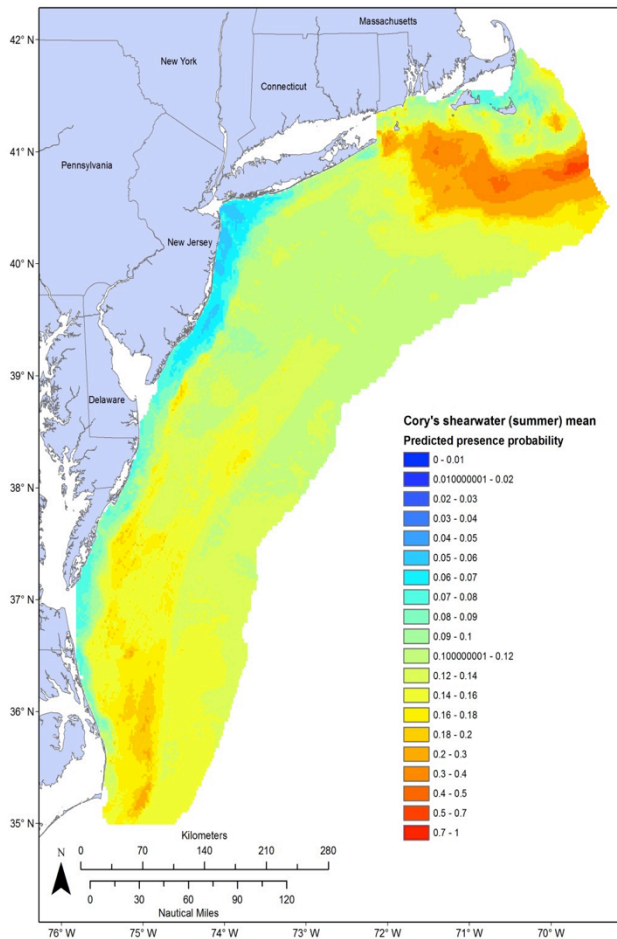 Massachusetts
42° N
New York
Connecticut
41° N
Pennsylvania
New Jersey
40° N
39° N
Delaware
Cory's shearwater (summer) mean
Predicted presence probability
0 - 0.01
0.010000001 - 0.02
0.02 - 0.03
0.03 - 0.04
0.04 - 0.05
0.05 - 0.06
0.06 - 0.07
0.07 - 0.08
0.08 - 0.09
0.09 - 0.1
0.100000001 - 0.12
0.12 - 0.14
0.14 - 0.16
0.16 - 0.18
0.18 - 0.2
0.2 - 0.3
0.3 - 0.4
0.4 - 0.5
0.5 - 0.7
0.7 - 1
38° N
37° N
36° N
35° N
Kilometers
0 70 140 210 280
N
0 30 60 90 120
Nautical Miles
76° W 75° W 74° W 73° W 72° W 71° W 70° W